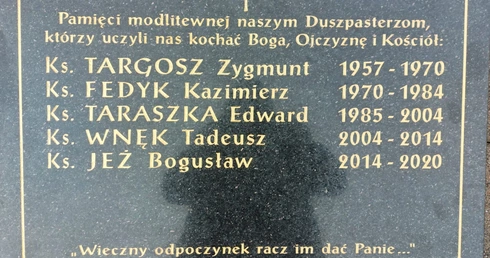 Pamięci modlitewnej naszym Duszpasterzom,
którzy uczyli nas kochać Boga, Ojczyznę i Kościół:
Ks. TARGOSZ Zygmunt 1957 - 1970
Ks. FEDYK Kazimierz 1970 - 1984
Ks. TARASZKA Edward 1985 - 2004
Ks. WNĘK Tadeusz 2004 - 2014
Ks. JEŻ Bogusław 2014 - 2020
„Wieczny odpoczynek racz im dać Panie..."